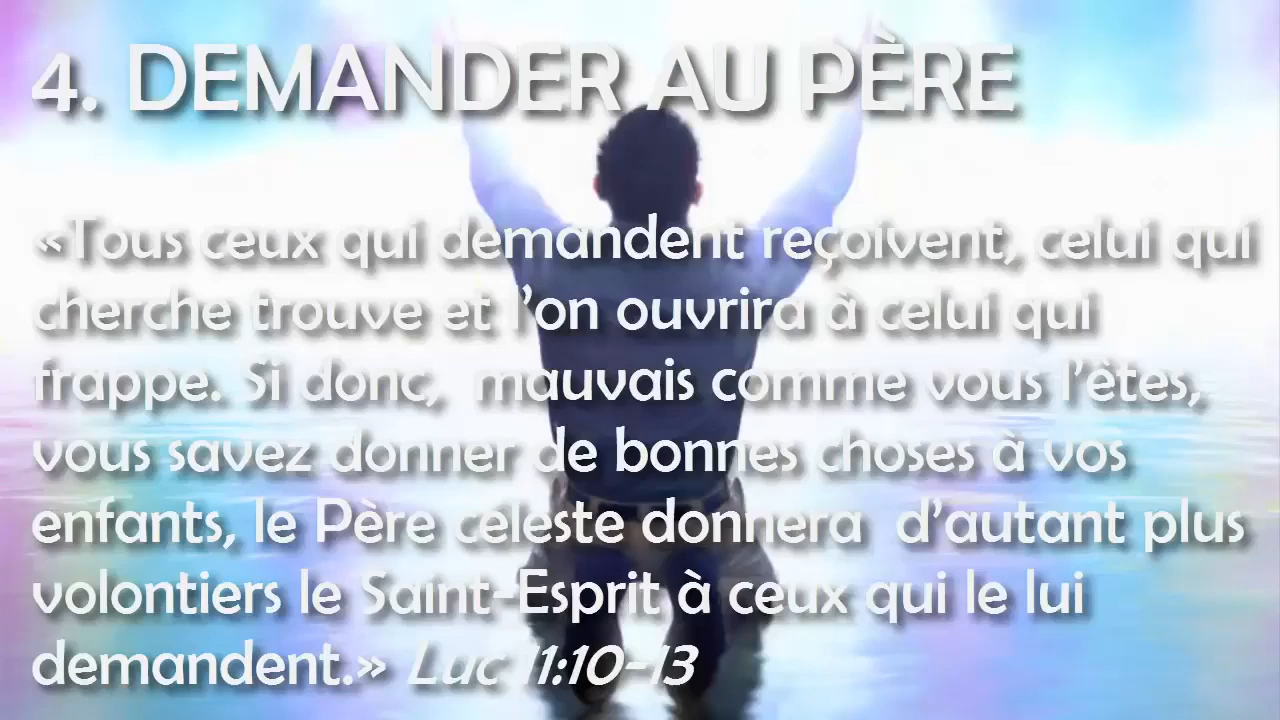 4. DEMANDER AU PÈRE
«Tous ceux qui demandent reçoivent, celui qui
cherche trouve et l'on ouvrira à celui qui
frappe. Si donc, mauvais comme vous l'êtes,
vous savez donner de bonnes choses à vos
enfants, le Père céleste donnera d'autant plus
volontiers le Saint-Esprit à ceux qui le lui
demandent.» Luc 11:10-13